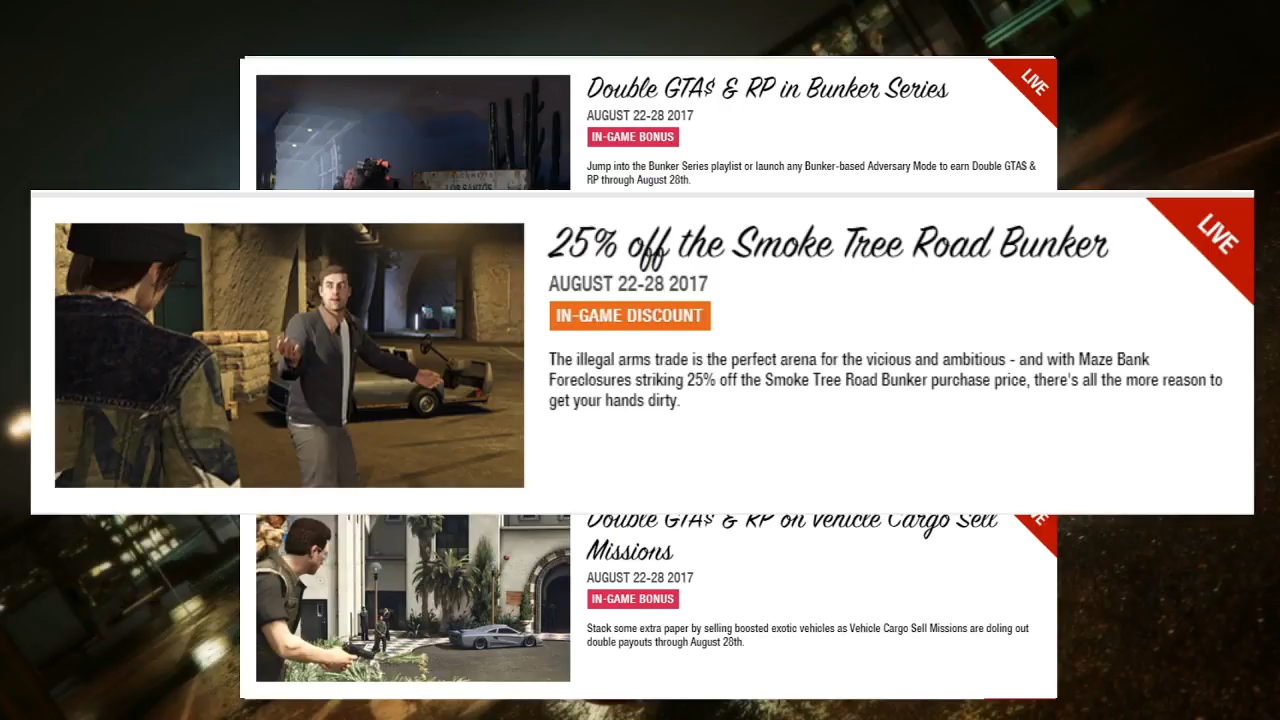 Double GTA$ & RP in Bunker Series
LIVE
AUGUST 22-28 2017
IN-GAME BONUS
Jump into the Bunker Series playlist or launch any Bunker-based Adversary Mode to earn Double GTA$ &
RP through August 28th.
LOS SANTOS
25% off the Smoke Tree Road Bunker
LIVE
AUGUST 22-28 2017
IN-GAME DISCOUNT
The illegal arms trade is the perfect arena for the vicious and ambitious - and with Maze Bank
Foreclosures striking 25% off the Smoke Tree Road Bunker purchase price, there's all the more reason to
get your hands dirty.
Double GTA$ & RP on Vehicle Cargo Sell
Missions
AUGUST 22-28 2017
IN-GAME BONUS
Stack some extra paper by selling boosted exotic vehicles as Vehicle Cargo Sell Missions are doling out
double payouts through August 28th.